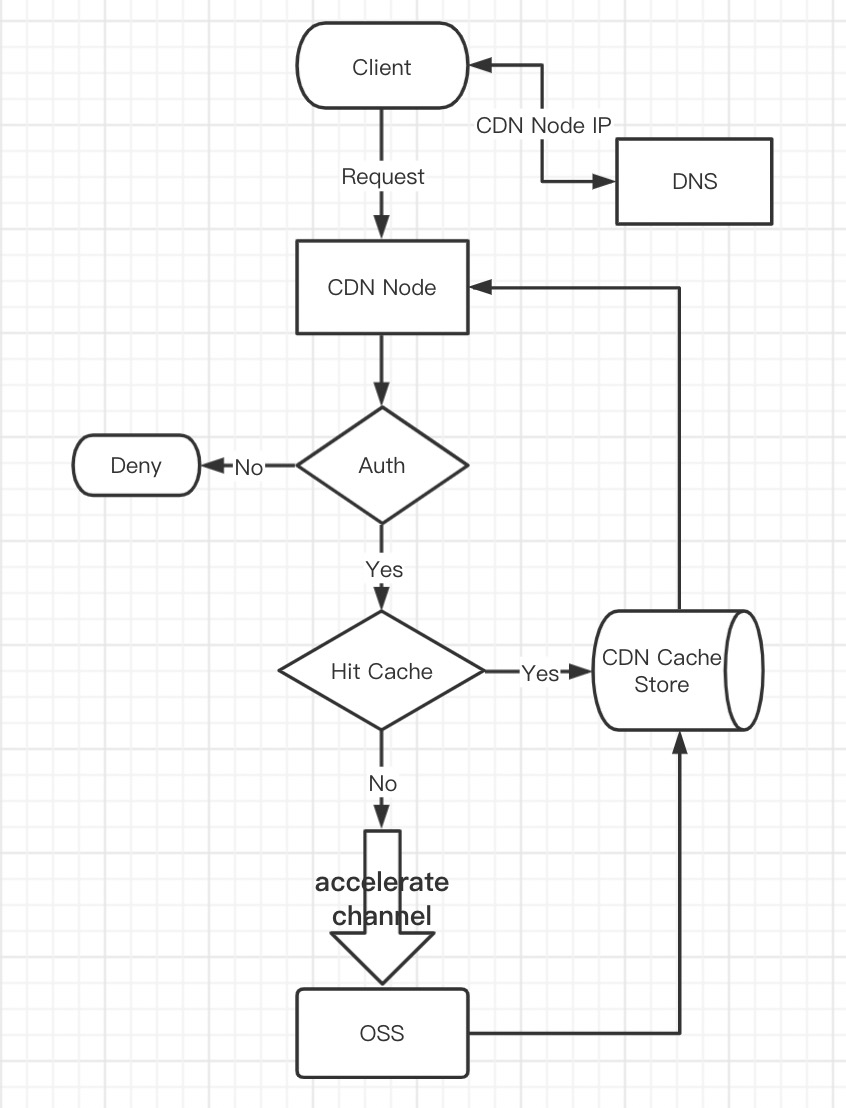 Client
CDN Node IP
DNS
Request
CDN Node
Auth
No
Deny
Yes
Hit Cache
Yes
CDN Cache
Store
No
accelerate
channel
OSS